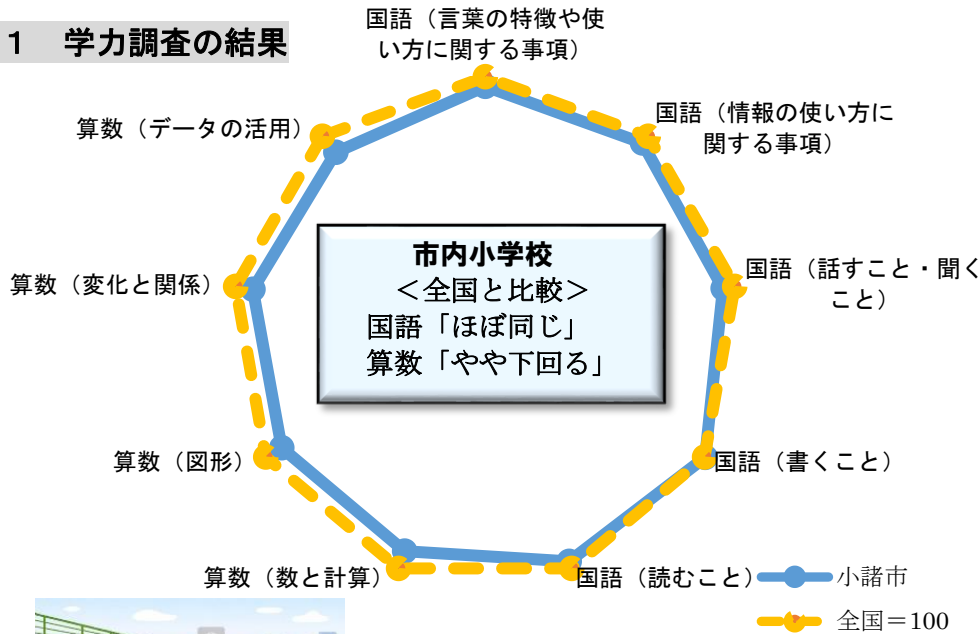 1 学力調査の結果
国語（言葉の特徴や使
い方に関する事項）
国語（情報の使い方に
関する事項）
国語（話すこと・聞く
こと）
国語（書くこと）
国語（読むこと）
算数（数と計算）
算数（図形）
算数（変化と関係）
算数（データの活用）
市内小学校
＜全国と比較＞
国語「ほぼ同じ」
算数「やや下回る」
小諸市
全国＝100